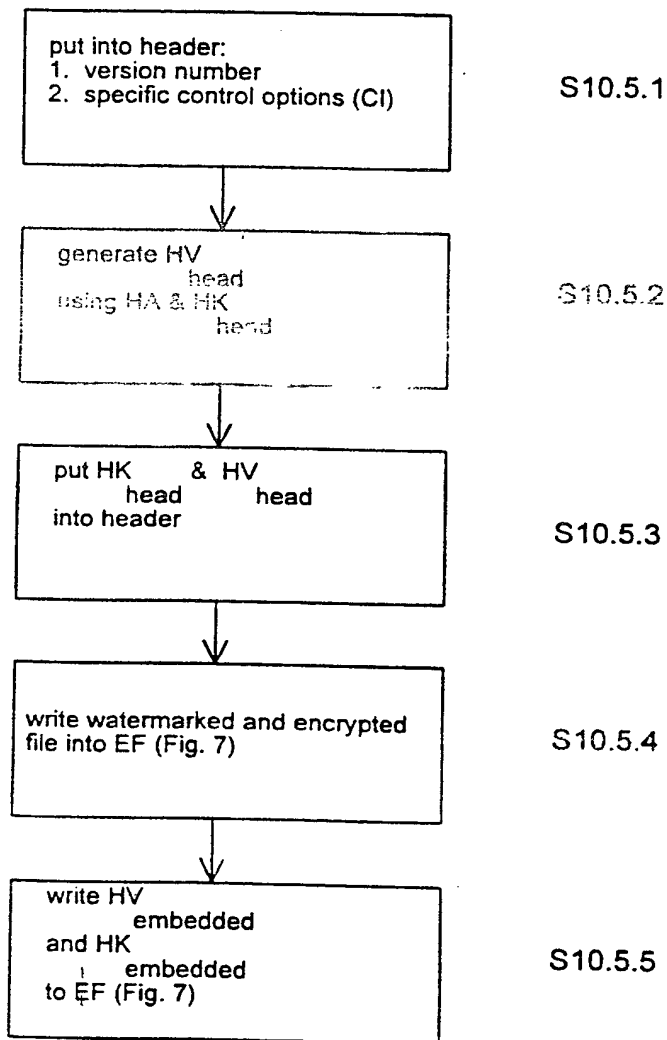 put into header:
1. version number
2. specific control options (CI)
S10.5.1
generate HV
head
using HA & HK
head
S10.5.2
put HK & HV
head head
into header
S10.5.3
write watermarked and encrypted
file into EF (Fig. 7)
S10.5.4
write HV
embedded
and HK
embedded
to EF (Fig. 7)
S10.5.5